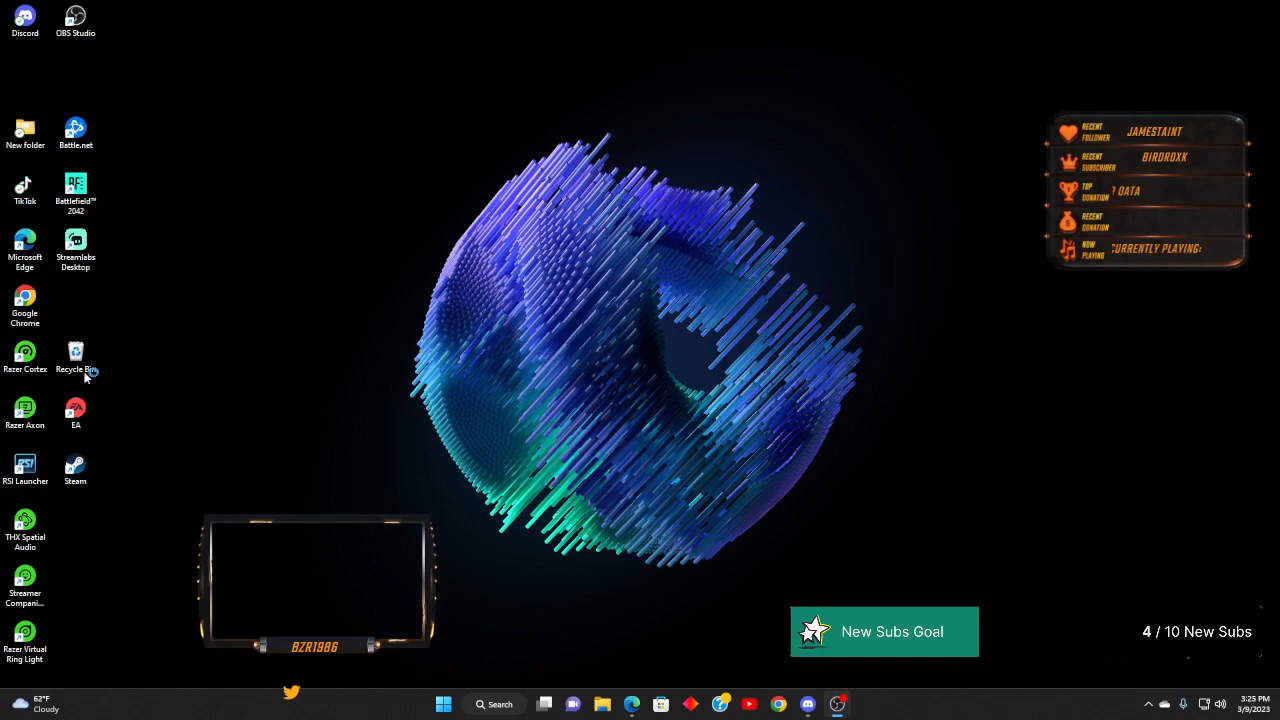 Discord
OBS Studio
New folder
Battle.net
TikTok
Battlefield™
2042
Microsoft
Edge
Streamlabs
Desktop
Google
Chrome
Razer Cortex
Recycle Bin
Razer Axon
EA
RSI Launcher
Steam
THX Spatial
Audio
Streamer
Compani...
Razer Virtual
Ring Light
RECENT
FOLLOWER
JAMESTAINT
RECENT
SUBSCRIBER
BIRDROXK
TOP
DONATION
DATA
RECENT
DONATION
NOW
PLAYING
CURRENTLY PLAYING:
BZR1986
New Subs Goal
4 / 10 New Subs
62°F
Cloudy
Search
3:25 PM
3/9/2023